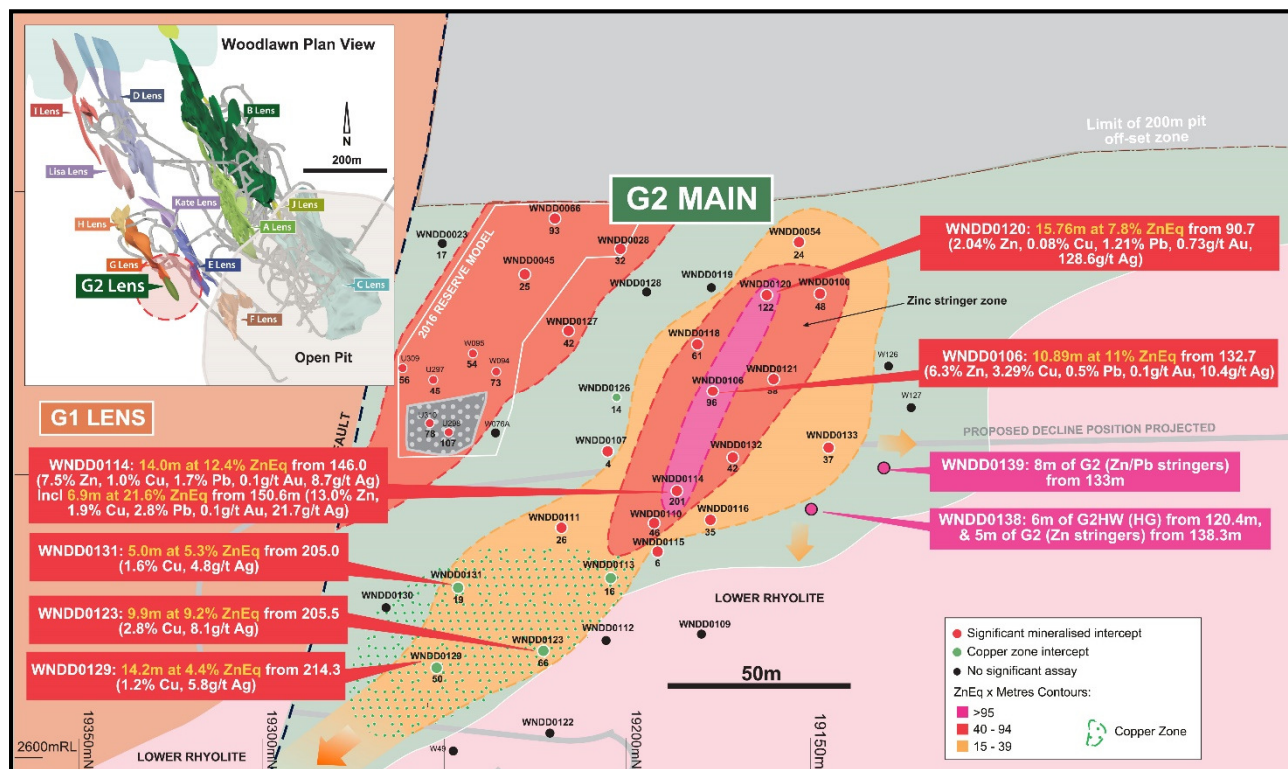 Woodlawn Plan View
I Lens
D Lens
B Lens
N
200m
Lisa Lens
Kate Lens
J Lens
H Lens
A Lens
G Lens
E Lens
G2 Lens
C Lens
F Lens
Open Pit
Limit of 200m pit
off-set zone
G2 MAIN
WNDD0066
93
WNDD0023
17
WNDD0028
32
WNDD0045
25
WNDD0128
WNDD0119
WNDD0054
24
WNDD0120
122
WNDD0100
48
Zinc stringer zone
2016 RESERVE MODEL
WNDD0127
42
WNDD0118
61
W095
54
W094
73
U309
56
U297
45
U298
107
78
W076A
WNDD0126
14
WNDD0106
96
WNDD0121
W126
W127
WNDD0107
4
WNDD0132
42
WNDD0133
37
PROPOSED DECLINE POSITION PROJECTED
WNDD0120: 15.76m at 7.8% ZnEq from 90.7
(2.04% Zn, 0.08% Cu, 1.21% Pb, 0.73g/t Au,
128.6g/t Ag)
WNDD0106: 10.89m at 11% ZnEq from 132.7
(6.3% Zn, 3.29% Cu, 0.5% Pb, 0.1g/t Au, 10.4g/t Ag)
G1 LENS
FAULT
WNDD0114: 14.0m at 12.4% ZnEq from 146.0
(7.5% Zn, 1.0% Cu, 1.7% Pb, 0.1g/t Au, 8.7g/t Ag)
Incl 6.9m at 21.6% ZnEq from 150.6m (13.0% Zn,
1.9% Cu, 2.8% Pb, 0.1g/t Au, 21.7g/t Ag)
WNDD0131: 5.0m at 5.3% ZnEq from 205.0
(1.6% Cu, 4.8g/t Ag)
WNDD0123: 9.9m at 9.2% ZnEq from 205.5
(2.8% Cu, 8.1g/t Ag)
WNDD0129: 14.2m at 4.4% ZnEq from 214.3
(1.2% Cu, 5.8g/t Ag)
WNDD0139: 8m of G2 (Zn/Pb stringers)
from 133m
WNDD0138: 6m of G2HW (HG) from 120.4m,
& 5m of G2 (Zn stringers) from 138.3m
WNDD0114
201
WNDD0110
46
WNDD0116
35
WNDD0111
26
WNDD0115
6
WNDD0113
16
WNDD0131
19
WNDD0130
WNDD0123
66
WNDD0112
WNDD0109
WNDD0129
50
WNDD0122
W49
LOWER RHYOLITE
50m
Significant mineralised intercept
Copper zone intercept
No significant assay
ZnEq x Metres Contours:
>95
40 - 94
15 - 39
Copper Zone
2600mRL
19350mN
LOWER RHYOLITE
19300mN
19200mN
19150mN